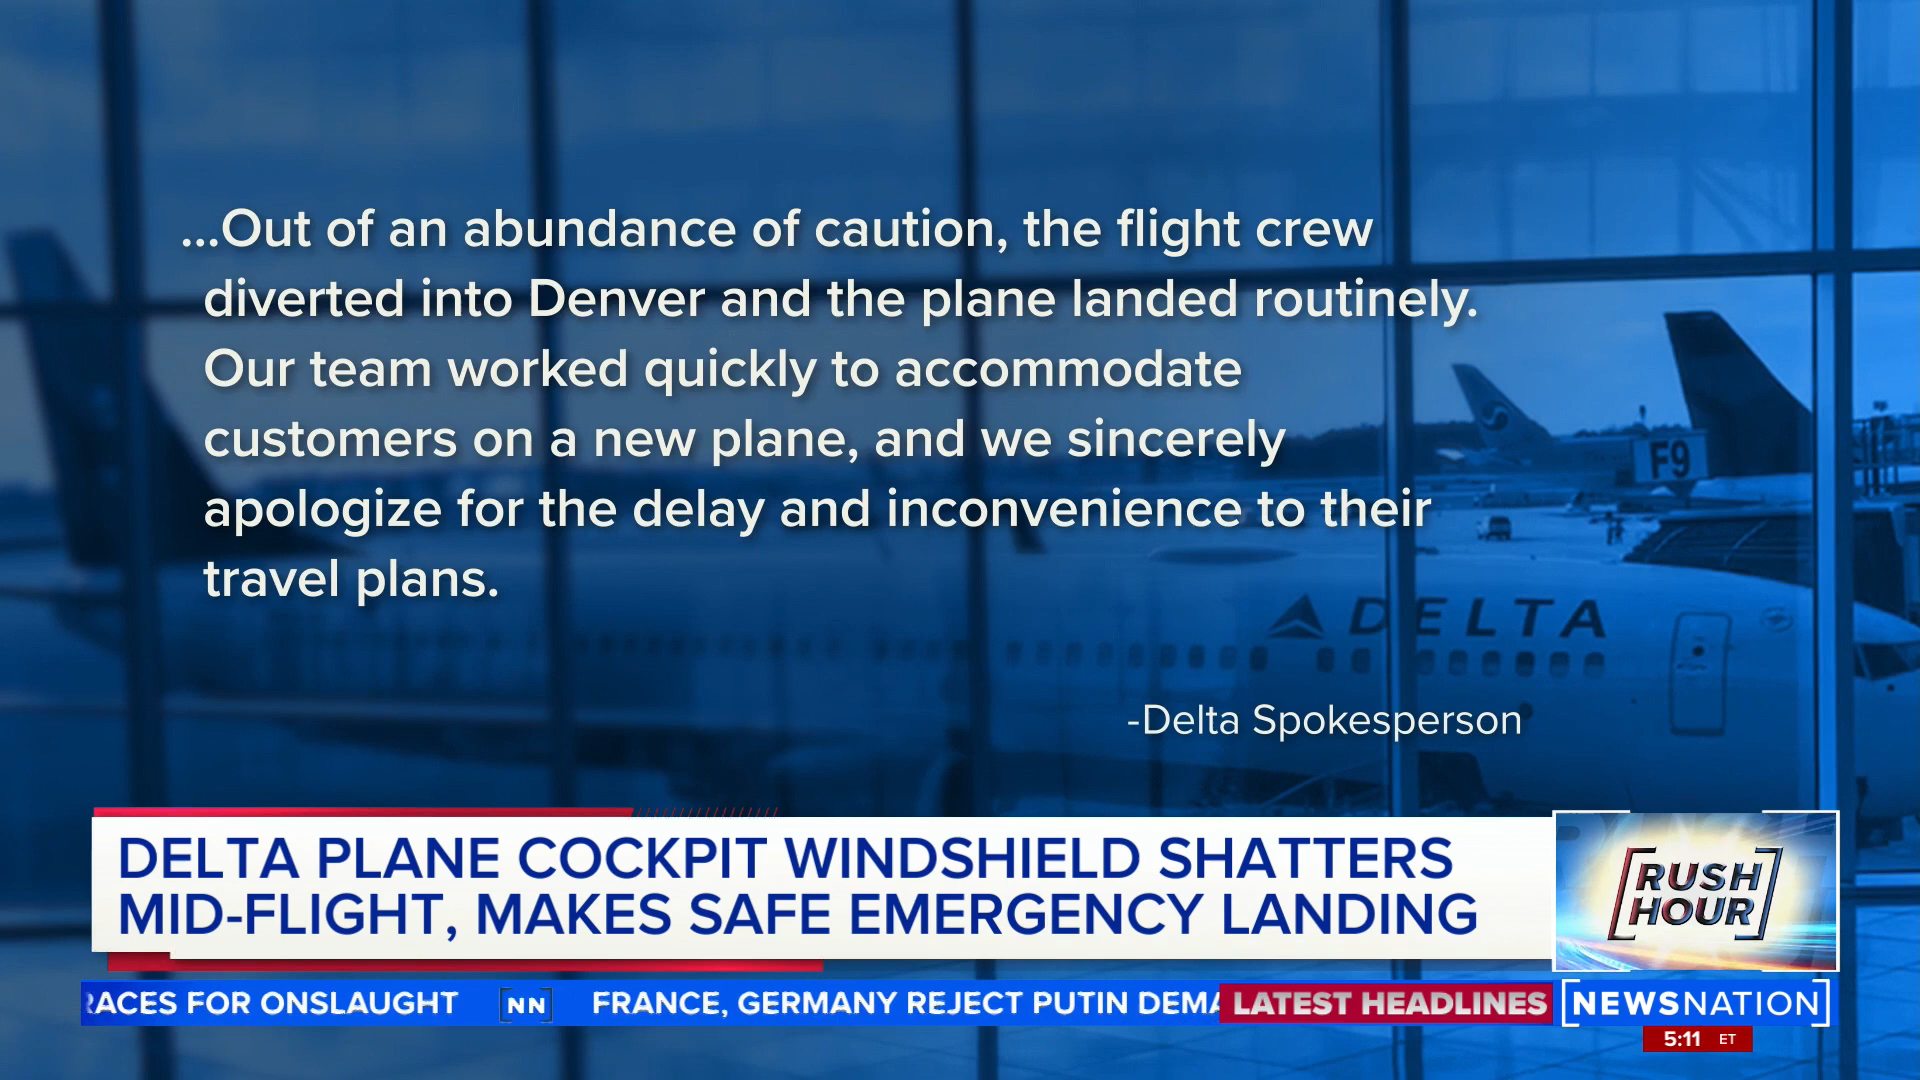 ...Out of an abundance of caution, the flight crew
diverted into Denver and the plane landed routinely.
Our team worked quickly to accommodate
customers on a new plane, and we sincerely
apologize for the delay and inconvenience to their
travel plans.
F9
DELTA
-Delta Spokesperson
DELTA PLANE COCKPIT WINDSHIELD SHATTERS
MID-FLIGHT, MAKES SAFE EMERGENCY LANDING
RUSH
HOUR
RACES FOR ONSLAUGHT [NN] FRANCE, GERMANY REJECT PUTIN DEMA LATEST HEADLINES [NEWSNATION]
5:11 ET